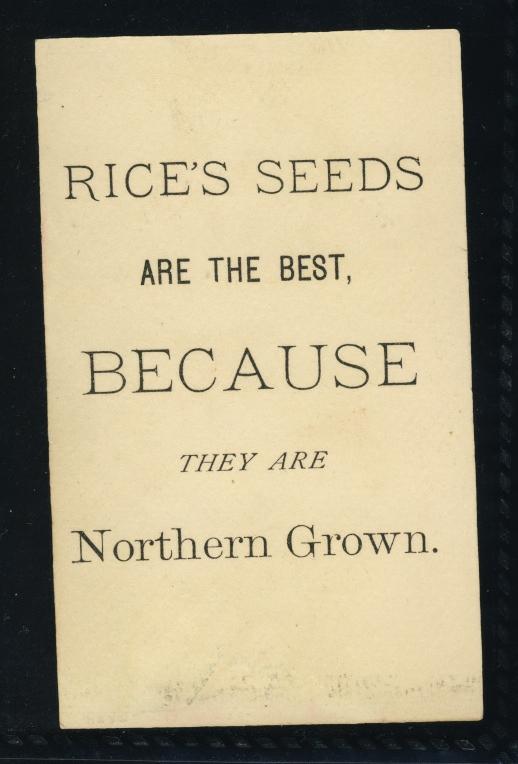 RICE'S SEEDS
ARE THE BEST,
BECAUSE
THEY ARE
Northern Grown.